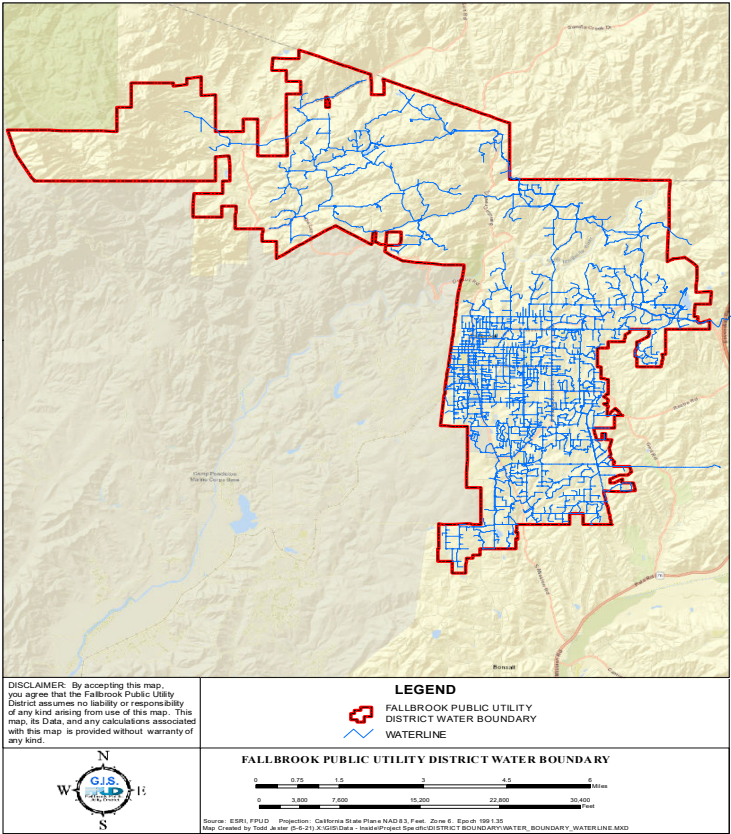 Camp Pendleton
Marine Corps Base
Bonsall
DISCLAIMER: By accepting this map,
you agree that the Fallbrook Public Utility
District assumes no liability or responsibility
of any kind arising from use of this map. This
map, its Data, and any calculations associated
with this map is provided without warranty of
any kind.
LEGEND
FALLBROOK PUBLIC UTILITY
DISTRICT WATER BOUNDARY
WATERLINE
N
W
E
S
G.I.S.
FPUD
FALLBROOK PUBLIC UTILITY DISTRICT WATER BOUNDARY
0 0.75 1.5 3 4.5 6
Miles
0 3,800 7,600 15,200 22,800 30,400
Feet
Source: ESRI, FPUD Projection: California State Plane NAD 83, Feet. Zone 6. Epoch 1991.35
Map Created by Todd Jester (5-6-21) X:\GIS\Data - Inside\Project Specific\DISTRICT BOUNDARY\WATER_BOUNDARY_WATERLINE.MXD